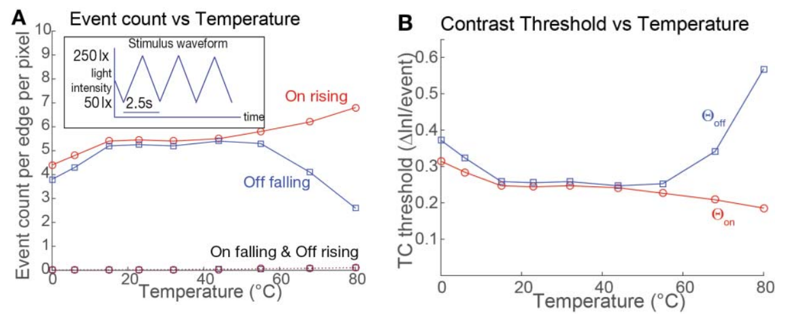 A
Event count vs Temperature
Event count per edge per pixel
10
9
8
7
6
5
4
3
2
1
0
Stimulus waveform
250 lx
light
intensity
50 lx
2.5s
time
On rising
Off falling
On falling & Off rising
0
20
40
60
80
Temperature (°C)
B
Contrast Threshold vs Temperature
TC threshold (ΔlnI/event)
0.6
0.5
0.4
0.3
0.2
0.1
Θoff
Θon
0
20
40
60
80
Temperature (°C)